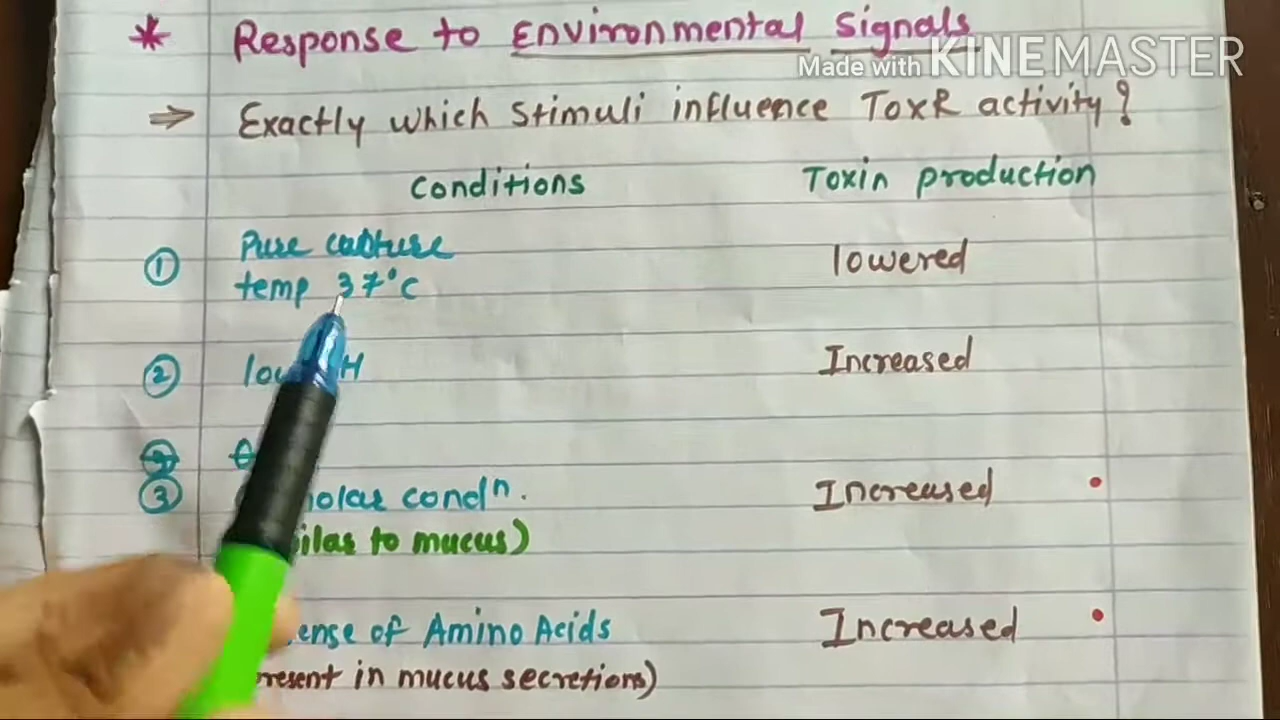 * Response to Environmental Signals
Made with KINEMASTER
⇒ Exactly which stimuli influence ToxR activity?
Conditions Toxin production
① Pure culture lowered
temp 37°C
② Increased
③
③ cond^n. Increased
to mucus)
of Amino Acids Increased
in mucus secretions)